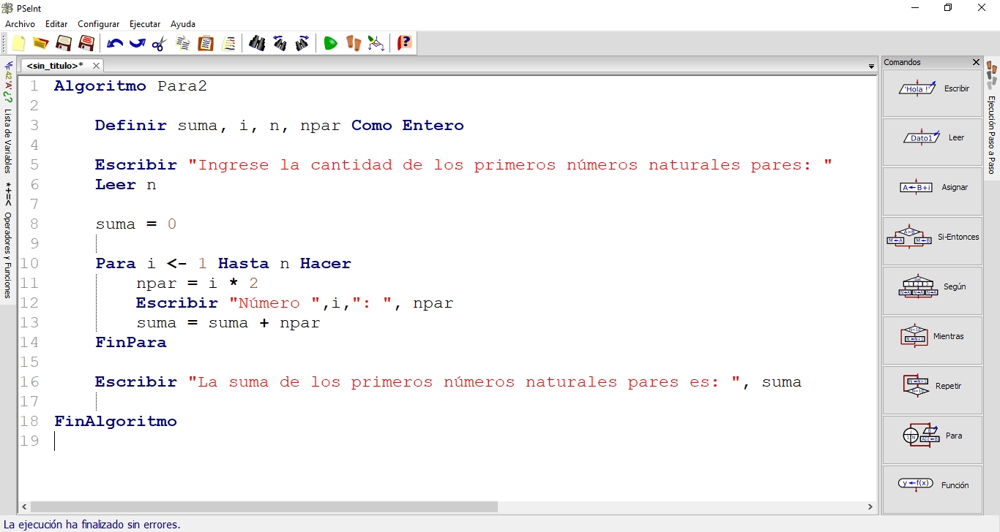 PSeInt
Archivo Editar Configurar Ejecutar Ayuda
<sin_titulo>*
1 Algoritmo Para2
2
3 Definir suma, i, n, npar Como Entero
4
5 Escribir "Ingrese la cantidad de los primeros números naturales pares: "
6 Leer n
7
8 suma = 0
9
10 Para i <- 1 Hasta n Hacer
11 npar = i * 2
12 Escribir "Número ",i,": ", npar
13 suma = suma + npar
14 FinPara
15
16 Escribir "La suma de los primeros números naturales pares es: ", suma
17
18 FinAlgoritmo
19
Lista de Variables
*+=< Operadores y Funciones
Comandos
'Hola !' Escribir
Dato1 Leer
A←B+i Asignar
A>B M←A M←B Si-Entonces
Según
Mientras
Repetir
Para
y←f(x) Función
Ejecución Paso a Paso
La ejecución ha finalizado sin errores.